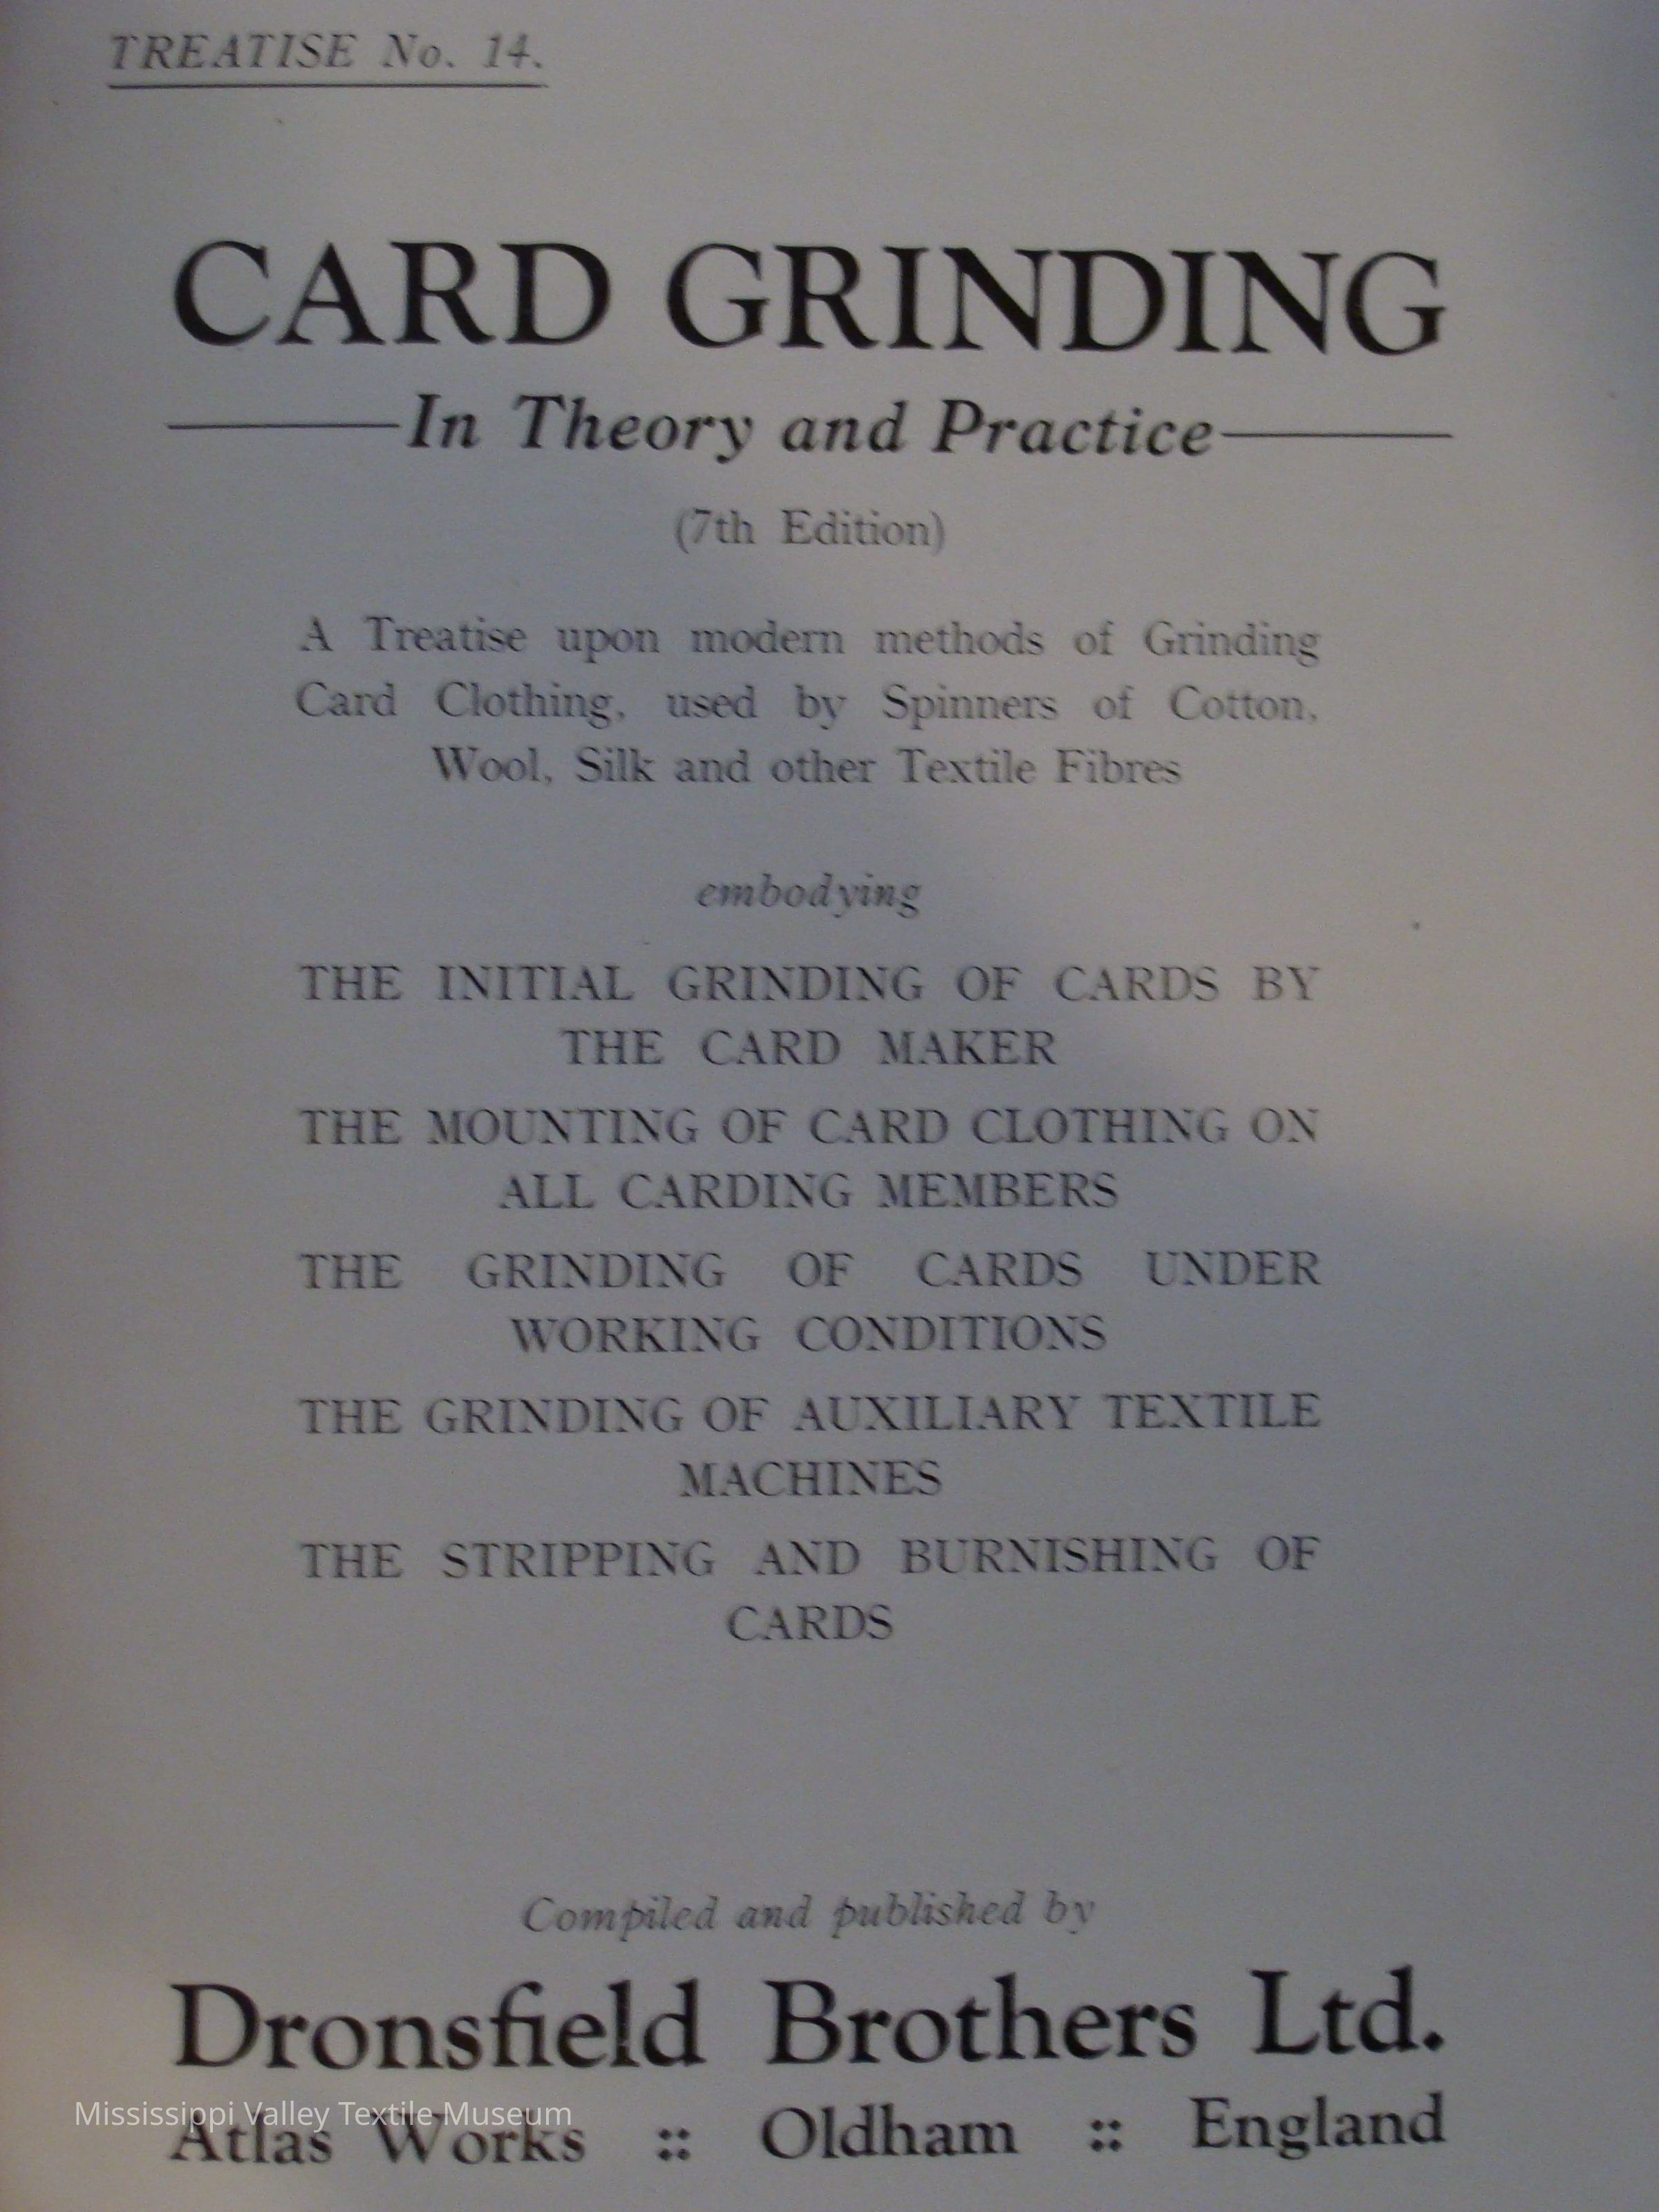 TREATISE No. 14.
CARD GRINDING
In Theory and Practice
(7th Edition)
A Treatise upon modern methods of Grinding
Card Clothing, used by Spinners of Cotton,
Wool, Silk and other Textile Fibres
embodying
THE INITIAL GRINDING OF CARDS BY
THE CARD MAKER
THE MOUNTING OF CARD CLOTHING ON
ALL CARDING MEMBERS
THE GRINDING OF CARDS UNDER
WORKING CONDITIONS
THE GRINDING OF AUXILIARY TEXTILE
MACHINES
THE STRIPPING AND BURNISHING OF
CARDS
Compiled and published by
Dronsfield Brothers Ltd.
Mississippi Valley Textile Museum
Atlas Works :: Oldham :: England